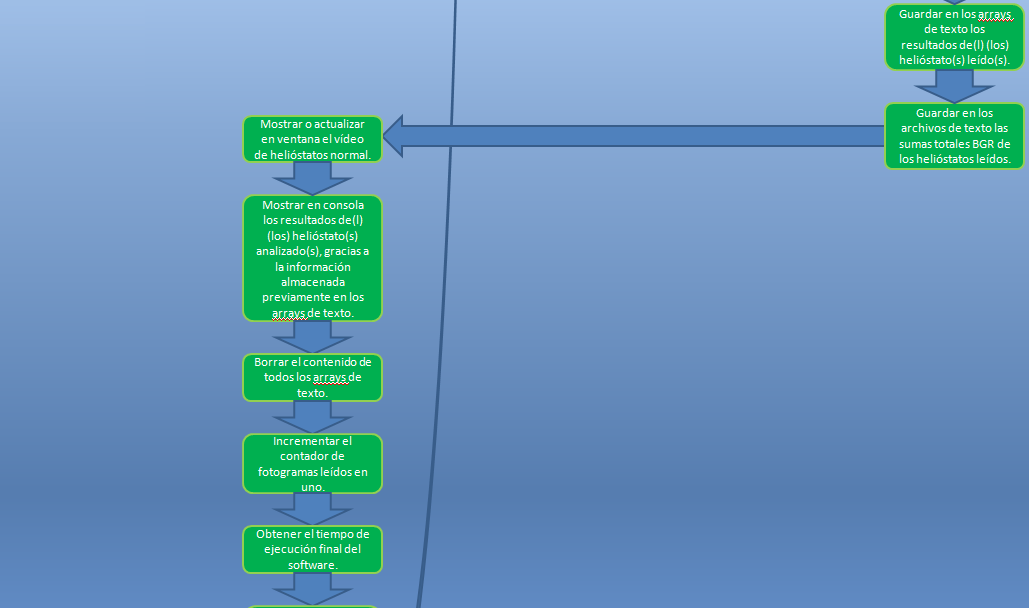 Guardar en los arrays
de texto los
resultados de(l) (los)
helióstato(s) leído(s).
Guardar en los
archivos de texto las
sumas totales BGR de
los helióstatos leídos.
Mostrar o actualizar
en ventana el vídeo
de helióstatos normal.
Mostrar en consola
los resultados de(l)
(los) helióstato(s)
analizado(s), gracias a
la información
almacenada
previamente en los
arrays de texto.
Borrar el contenido de
todos los arrays de
texto.
Incrementar el
contador de
fotogramas leídos en
uno.
Obtener el tiempo de
ejecución final del
software.